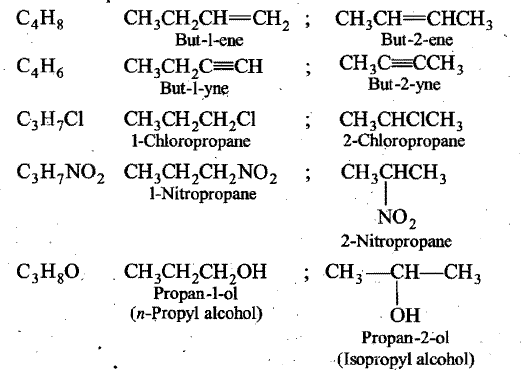 C₄H₈ CH₃CH₂CH=CH₂ ; CH₃CH=CHCH₃
But-1-ene But-2-ene
C₄H₆ CH₃CH₂C≡CH ; CH₃C≡CCH₃
But-1-yne But-2-yne
C₃H₇Cl CH₃CH₂CH₂Cl ; CH₃CHClCH₃
1-Chloropropane 2-Chloropropane
C₃H₇NO₂ CH₃CH₂CH₂NO₂ ; CH₃CHCH₃
1-Nitropropane
NO₂
2-Nitropropane
C₃H₈O CH₃CH₂CH₂OH ; CH₃—CH—CH₃
Propan-1-ol
(n-Propyl alcohol) OH
Propan-2-ol
(Isopropyl alcohol)